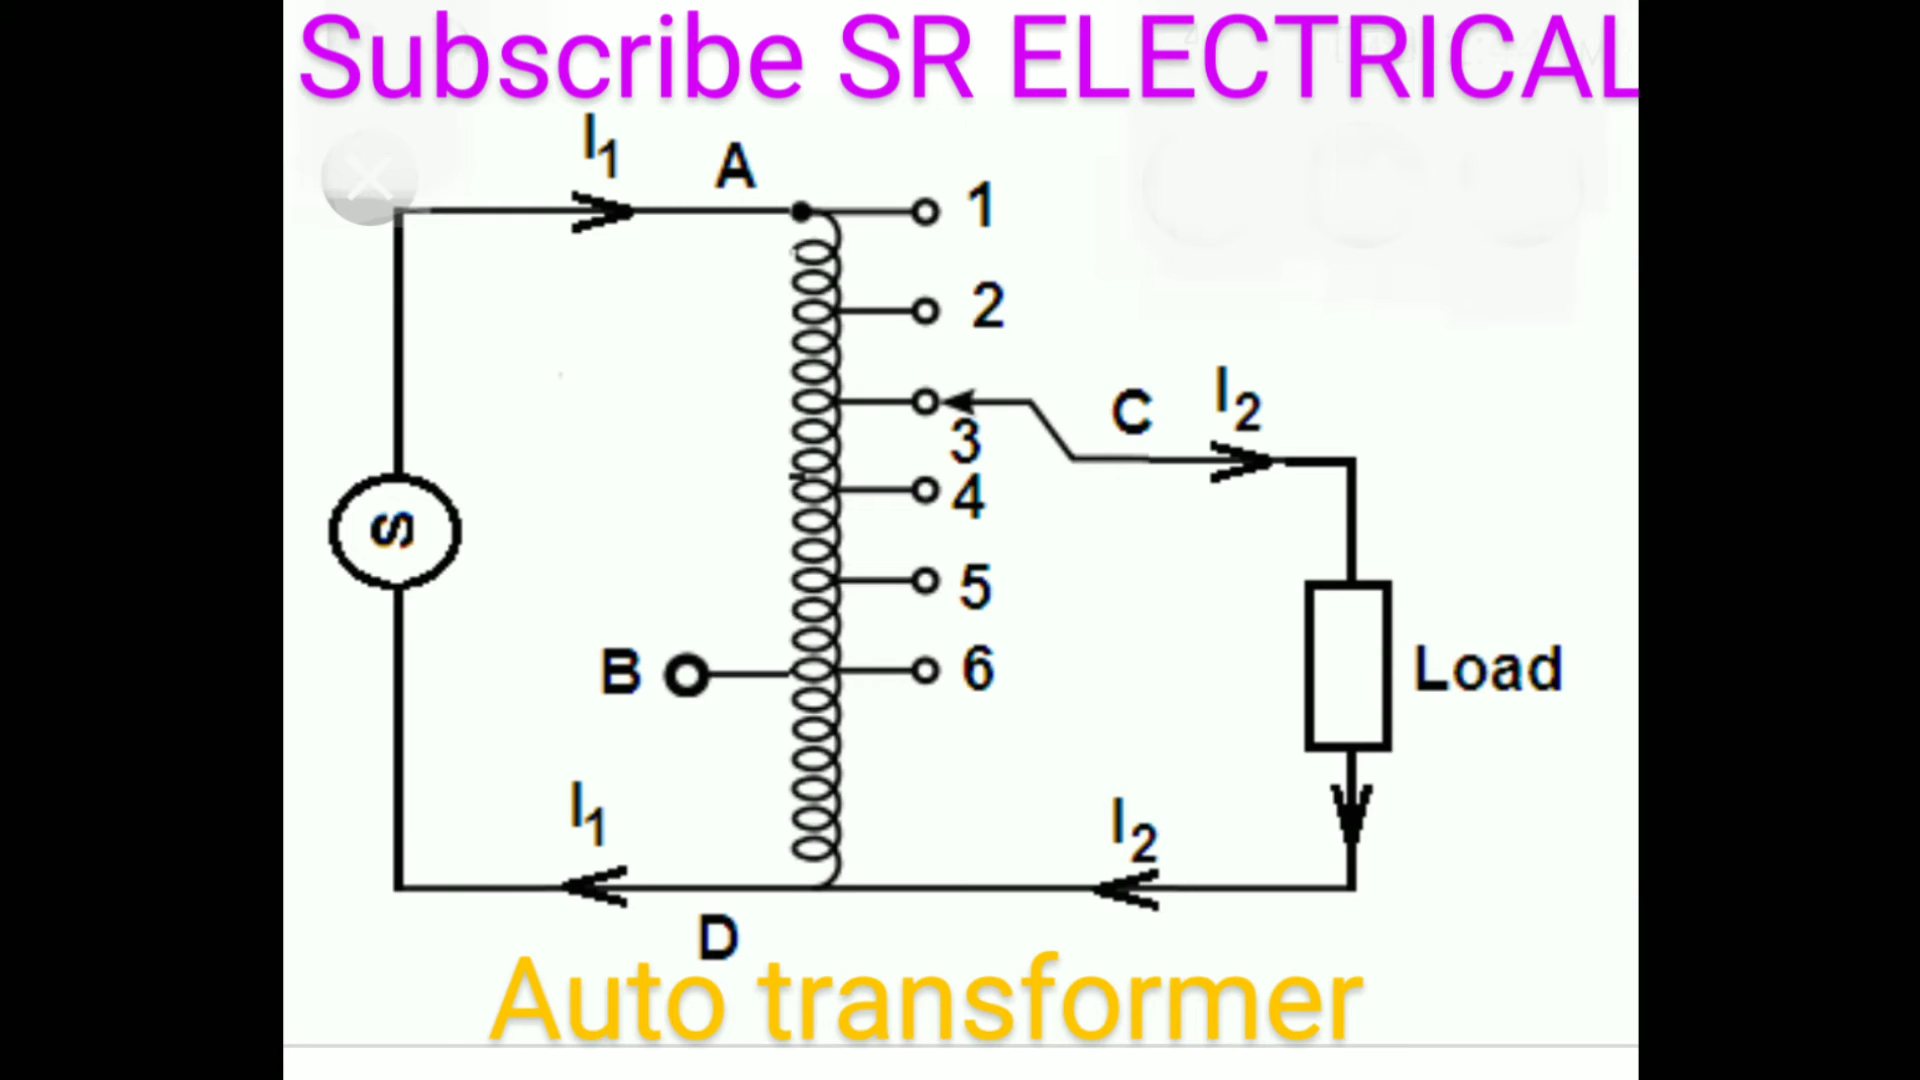 Subscribe SR ELECTRICAL
I1
A
1
2
3
C
I2
4
S
5
B
6
Load
I1
I2
D
Auto transformer